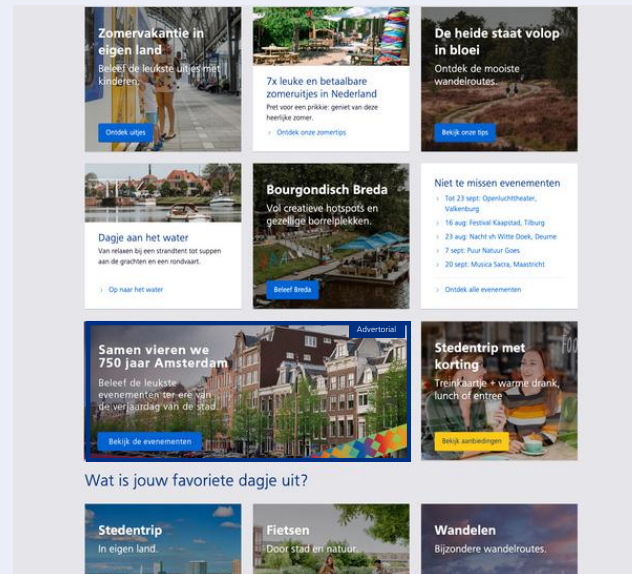 Zomervakantie in
eigen land
Beleef de leukste uitjes met
kinderen.
Ontdek uitjes
7x leuke en betaalbare
zomeruitjes in Nederland
Pret voor een prikkie: geniet van deze
heerlijke zomer.
› Ontdek onze zomertips
De heide staat volop
in bloei
Ontdek de mooiste
wandelroutes.
Bekijk onze tips
Dagje aan het water
Van relaxen bij een strandtent tot suppen
aan de grachten en een rondvaart.
› Op naar het water
Bourgondisch Breda
Vol creatieve hotspots en
gezellige borrelplekken.
Beleef Breda
Niet te missen evenementen
› Tot 23 sept: Openluchttheater,
Valkenburg
› 16 aug: Festival Kaapstad, Tilburg
› 23 aug: Nacht vh Witte Doek, Deurne
› 7 sept: Puur Natuur Goes
› 20 sept: Musica Sacra, Maastricht
› Ontdek alle evenementen
Advertorial
Samen vieren we
750 jaar Amsterdam
Beleef de leukste
evenementen ter ere van
de verjaardag van de stad.
Bekijk de evenementen
Stedentrip met
korting
Treinkaartje + warme drank,
lunch of entree
Bekijk aanbiedingen
Wat is jouw favoriete dagje uit?
Stedentrip
In eigen land.
Fietsen
Door stad en natuur.
Wandelen
Bijzondere wandelroutes.